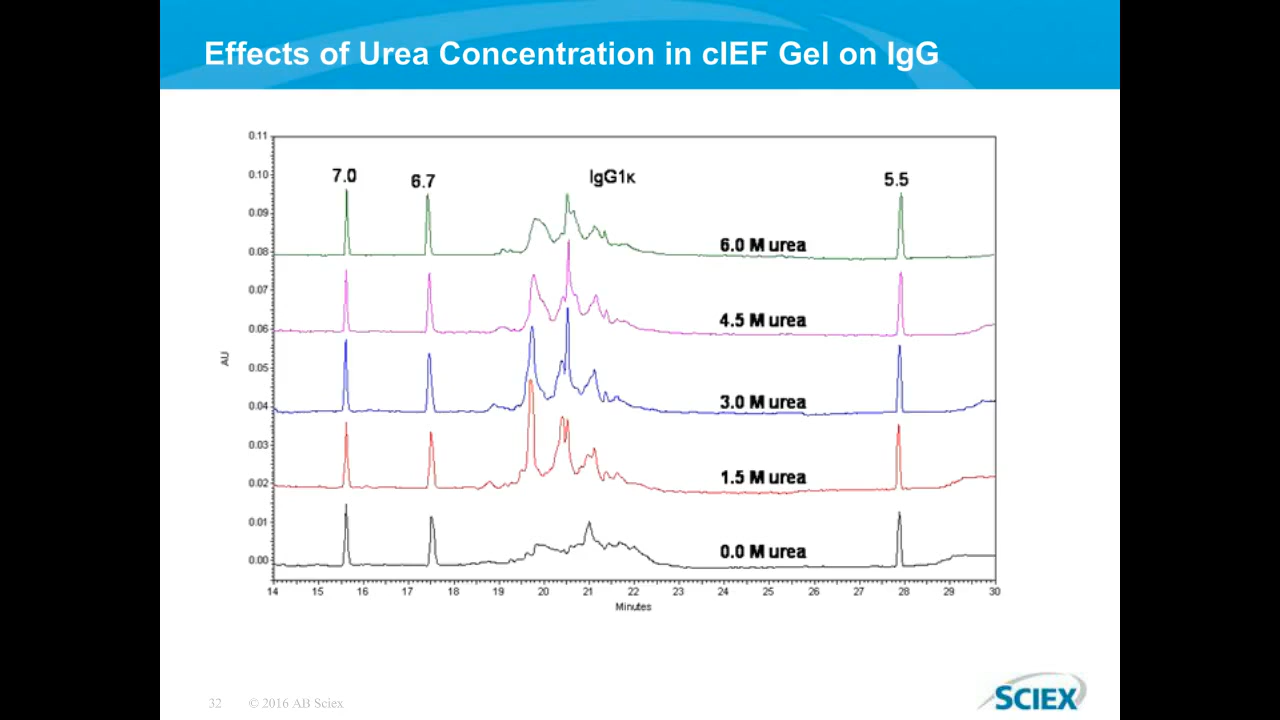 Effects of Urea Concentration in cIEF Gel on IgG
0.11
0.10
0.09
0.08
0.07
0.06
0.05
0.04
0.03
0.02
0.01
0.00
AU
7.0
6.7
IgG1κ
5.5
6.0 M urea
4.5 M urea
3.0 M urea
1.5 M urea
0.0 M urea
14 15 16 17 18 19 20 21 22 23 24 25 26 27 28 29 30
Minutes
32 © 2016 AB Sciex
SCIEX